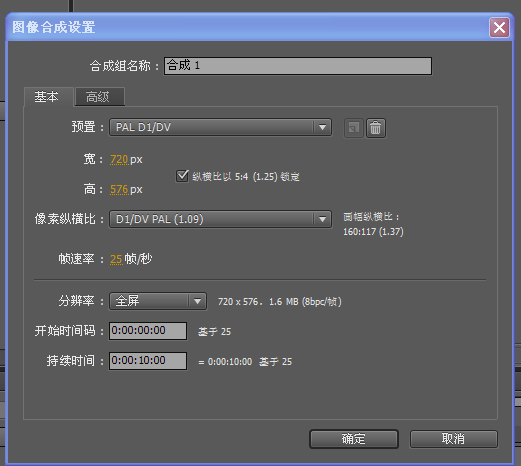 图像合成设置
合成组名称： 合成 1
基本 高级
预置： PAL D1/DV
宽： 720 px
纵横比以 5:4 (1.25) 锁定
高： 576 px
像素纵横比： D1/DV PAL (1.09) 画幅纵横比：
160:117 (1.37)
帧速率： 25 帧/秒
分辨率： 全屏 720 x 576，1.6 MB (8bpc/帧)
开始时间码： 0:00:00:00 基于 25
持续时间： 0:00:10:00 = 0:00:10:00 基于 25
确定 取消